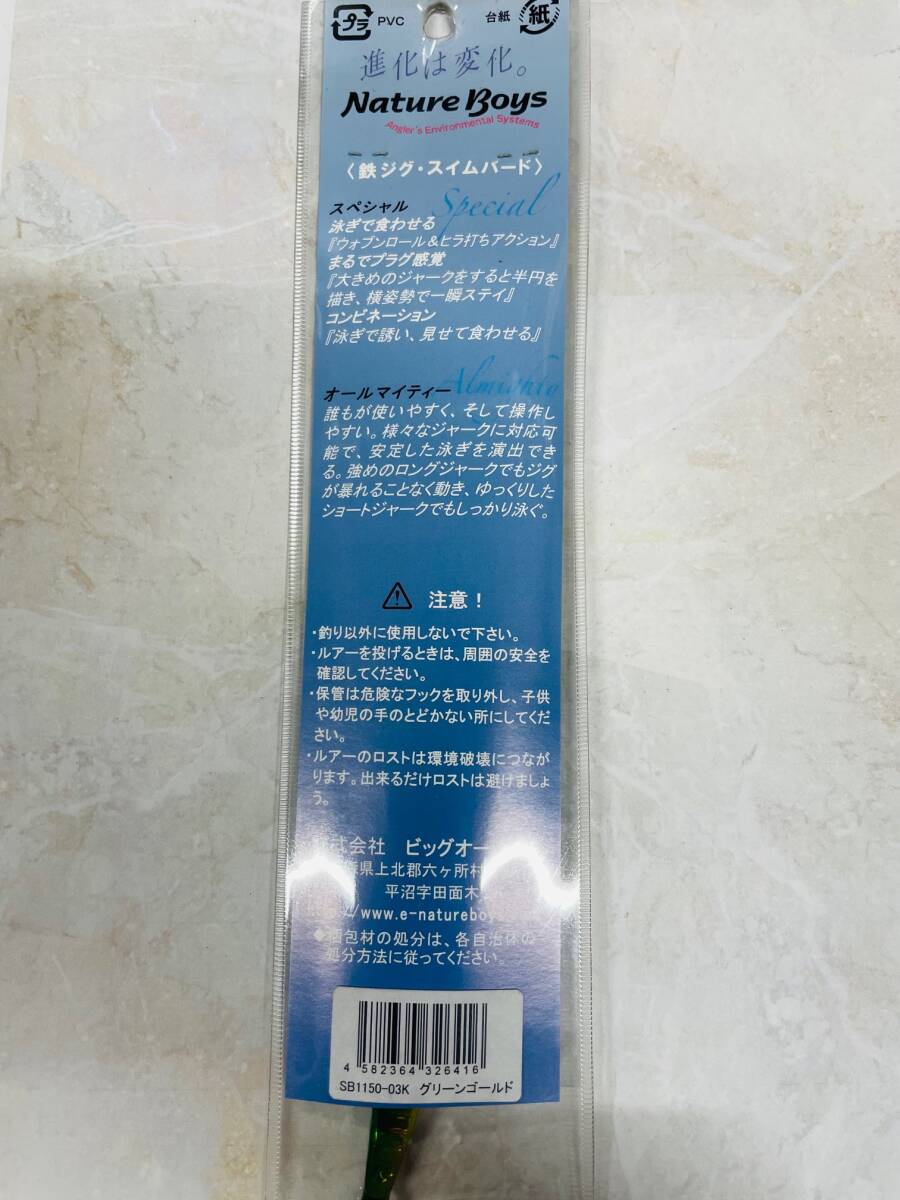 プラ PVC 台紙 紙
進化は変化。
Nature Boys
Angler's Environmental Systems
〈鉄ジグ・スイムバード〉
Special
スペシャル
泳ぎで食わせる
『ウォブンロール&ヒラ打ちアクション』
まるでプラグ感覚
『大きめのジャークをすると半円を
描き、横姿勢で一瞬ステイ』
コンビネーション
『泳ぎで誘い、見せて食わせる』
Almighty
オールマイティー
誰もが使いやすく、そして操作し
やすい。様々なジャークに対応可
能で、安定した泳ぎを演出でき
る。強めのロングジャークでもジグ
が暴れることなく動き、ゆっくりした
ショートジャークでもしっかり泳ぐ。
注意！
・釣り以外に使用しないで下さい。
・ルアーを投げるときは、周囲の安全を
確認してください。
・保管は危険なフックを取り外し、子供
や幼児の手のとどかない所にしてくだ
さい。
・ルアーのロストは環境破壊につなが
ります。出来るだけロストは避けましょ
う。
式会社 ビッグオー
県上北郡六ヶ所村
平沼字田面木
www.e-natureboys
◆梱包材の処分は、各自治体の
処分方法に従ってください。
4 582364 326416
SB1150-03K グリーンゴールド